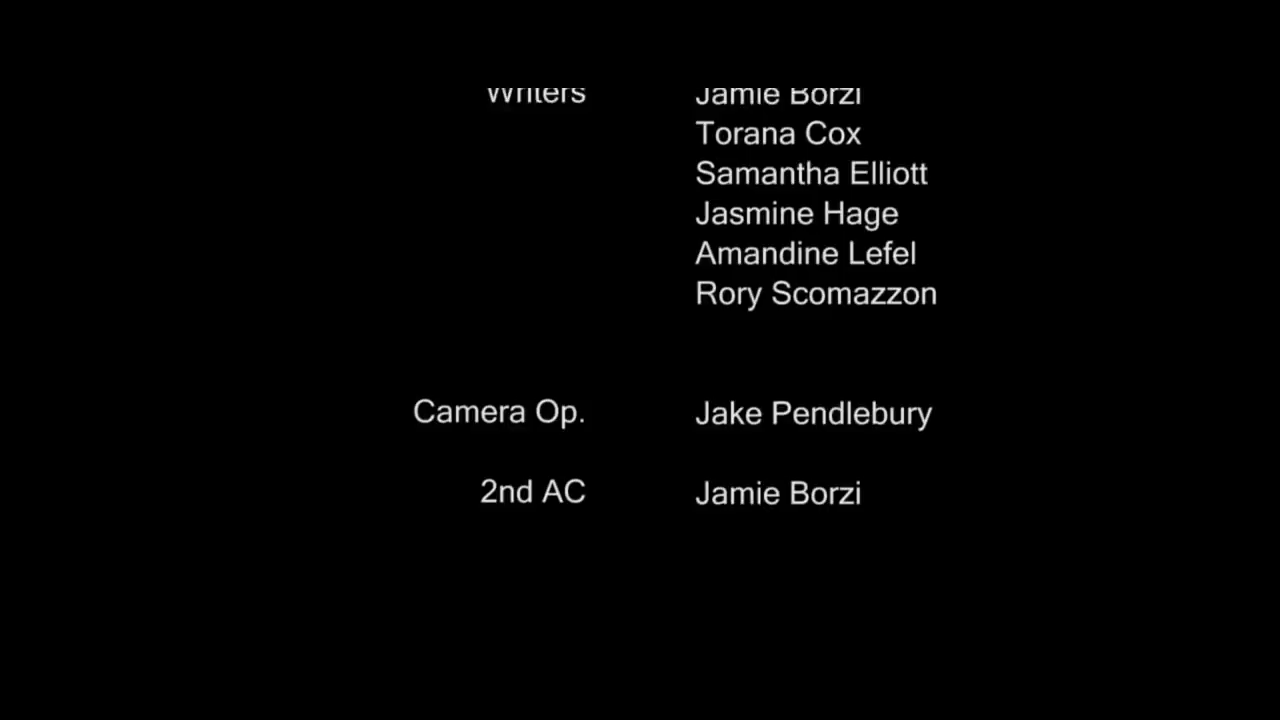 Writers Jamie Borzi
Torana Cox
Samantha Elliott
Jasmine Hage
Amandine Lefel
Rory Scomazzon
Camera Op. Jake Pendlebury
2nd AC Jamie Borzi